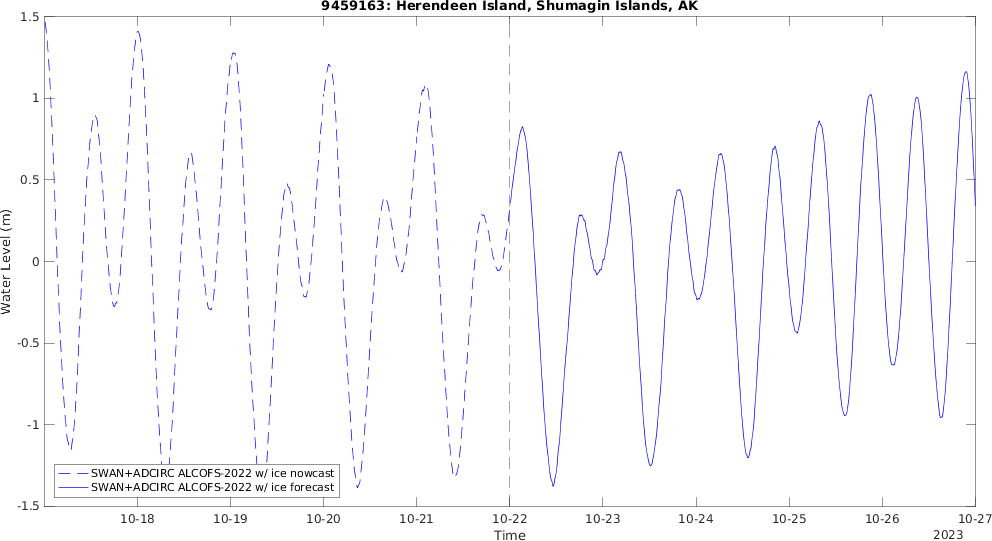 9459163: Herendeen Island, Shumagin Islands, AK
1.5
1
0.5
0
-0.5
-1
-1.5
Water Level (m)
SWAN+ADCIRC ALCOFS-2022 w/ ice nowcast
SWAN+ADCIRC ALCOFS-2022 w/ ice forecast
10-18 10-19 10-20 10-21 10-22 10-23 10-24 10-25 10-26 10-27
Time
2023